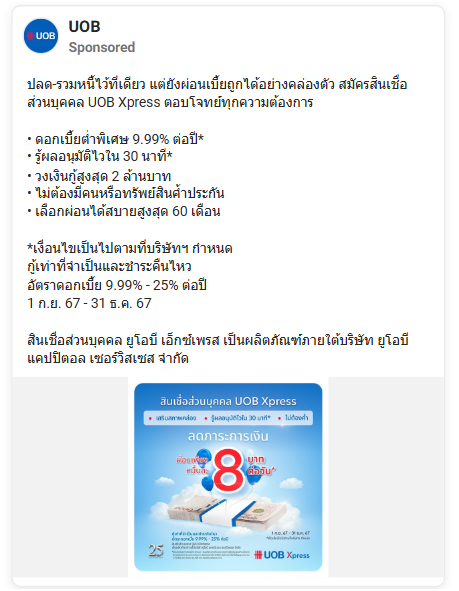 UOB
Sponsored
UOB
ปลด-รวมหนี้ไว้ที่เดียว แต่ยังผ่อนเบี้ยถูกได้อย่างคล่องตัว สมัครสินเชื่อ
ส่วนบุคคล UOB Xpress ตอบโจทย์ทุกความต้องการ
• ดอกเบี้ยต่ำพิเศษ 9.99% ต่อปี*
• รู้ผลอนุมัติไวใน 30 นาที*
• วงเงินกู้สูงสุด 2 ล้านบาท
• ไม่ต้องมีคนหรือทรัพย์สินค้ำประกัน
• เลือกผ่อนได้สบายสูงสุด 60 เดือน
*เงื่อนไขเป็นไปตามที่บริษัทฯ กำหนด
กู้เท่าที่จำเป็นและชำระคืนไหว
อัตราดอกเบี้ย 9.99% - 25% ต่อปี
1 ก.ย. 67 - 31 ธ.ค. 67
สินเชื่อส่วนบุคคล ยูโอบี เอ็กซ์เพรส เป็นผลิตภัณฑ์ภายใต้บริษัท ยูโอบี
แคปปิตอล เซอร์วิสเซส จำกัด
สินเชื่อส่วนบุคคล UOB Xpress
• เสริมสภาพคล่อง • รู้ผลอนุมัติไวใน 30 นาที* • ไม่ต้องค้ำ
ลดภาระการเงิน
8 บาท
ต่อวัน*
1 ก.ย. 67 - 31 ธ.ค. 67
25
UOB Xpress